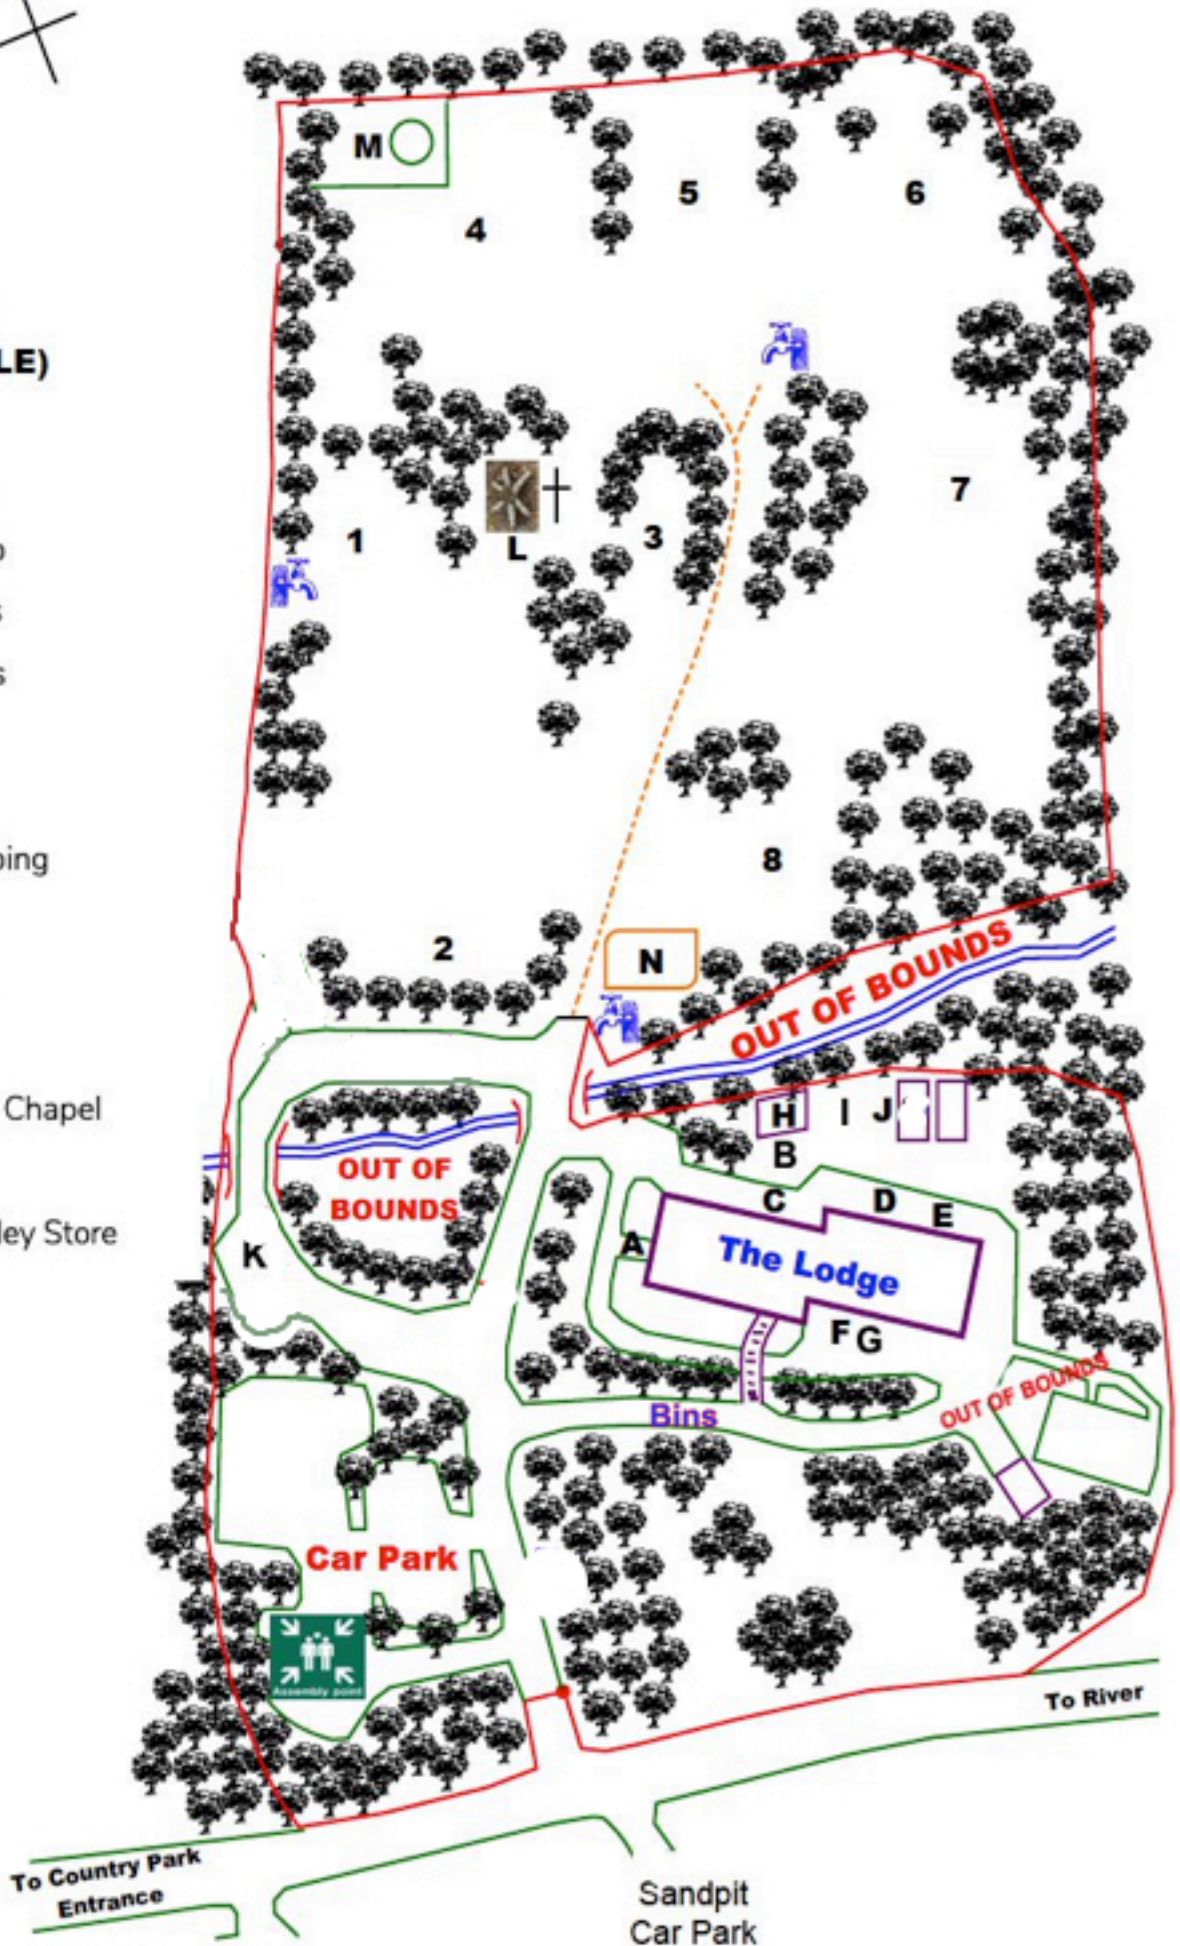 M
5
6
4
LE)
7
1
L
3
8
2
N
OUT OF BOUNDS
Chapel
H
I
J
B
OUT OF
BOUNDS
C
D
E
ley Store
A
K
The Lodge
F
G
OUT OF BOUNDS
Bins
Car Park
Assembly point
To River
To Country Park
Entrance
Sandpit
Car Park